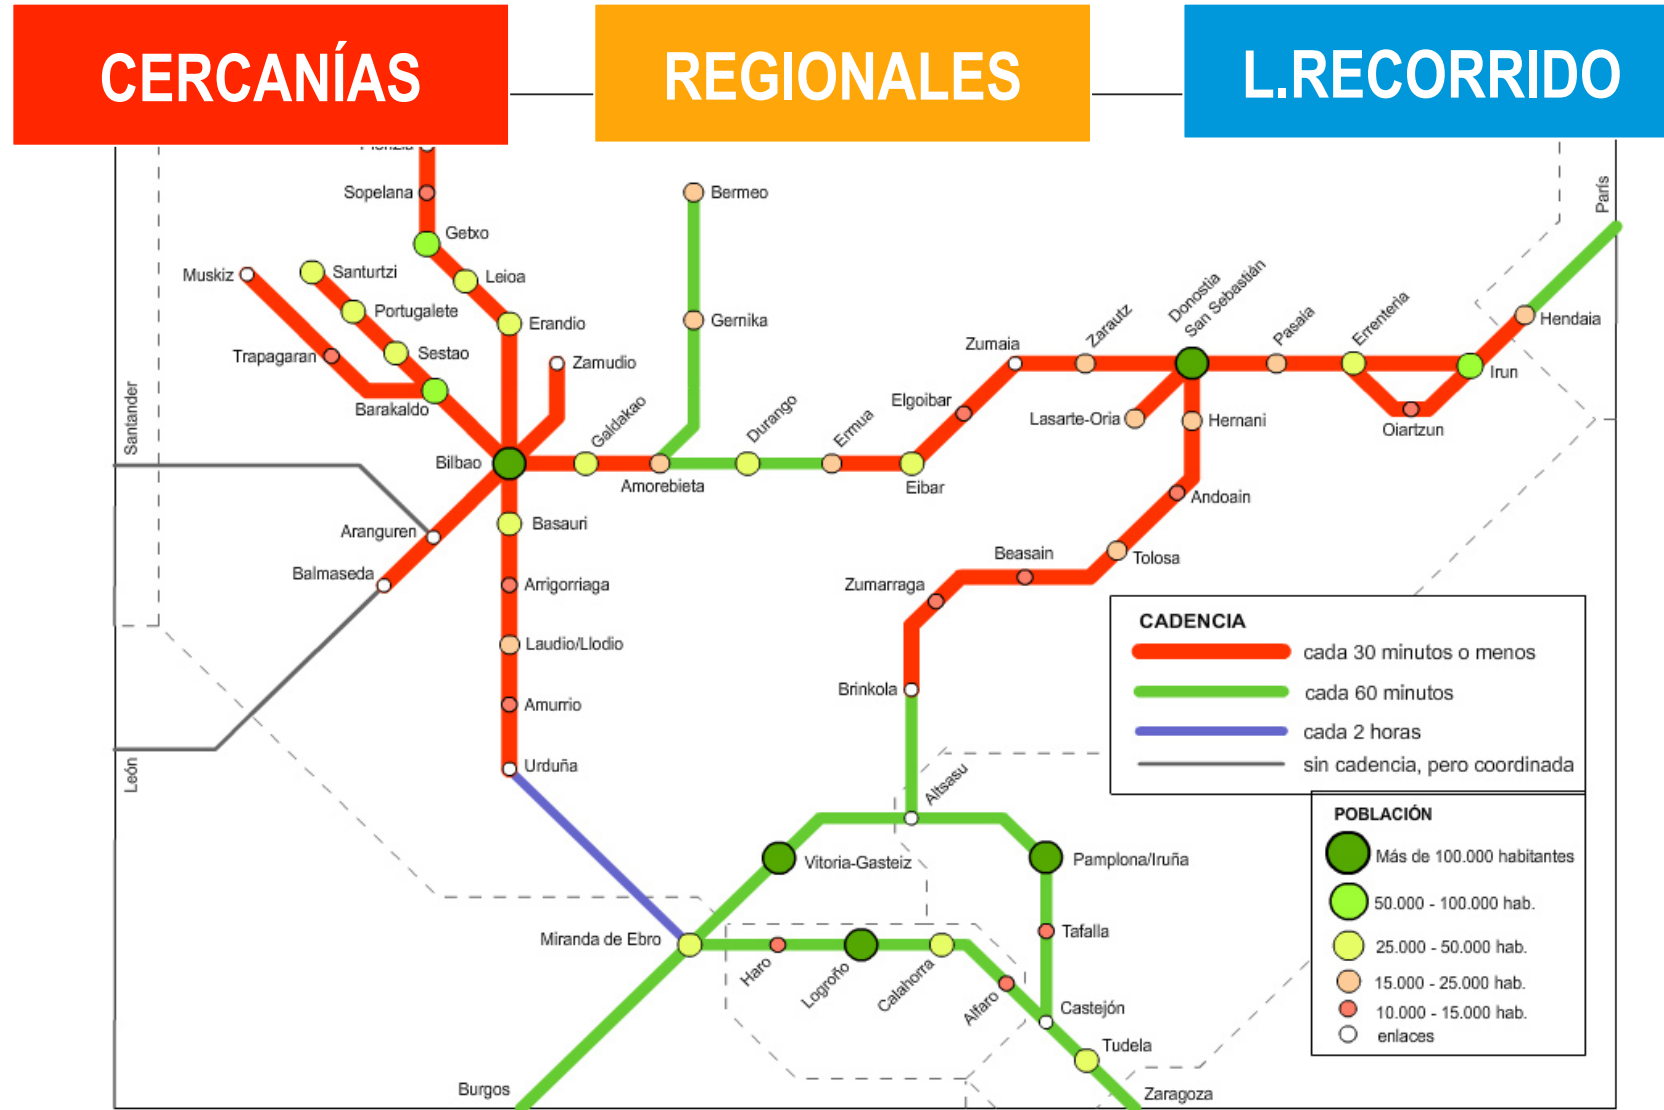 CERCANÍAS
REGIONALES
L.RECORRIDO
Sopelana
Getxo
Leioa
Erandio
Muskiz
Santurtzi
Portugalete
Sestao
Trapagaran
Barakaldo
Zamudio
Bermeo
Gernika
Bilbao
Galdakao
Amorebieta
Durango
Ermua
Eibar
Elgoibar
Zumaia
Zarautz
Donostia
San Sebastián
Pasaia
Errenteria
Irun
Hendaia
París
Oiartzun
Lasarte-Oria
Hernani
Andoain
Tolosa
Beasain
Zumarraga
Brinkola
Santander
Aranguren
Balmaseda
León
Basauri
Arrigorriaga
Laudio/Llodio
Amurrio
Urduña
Altsasu
Vitoria-Gasteiz
Pamplona/Iruña
Tafalla
Miranda de Ebro
Haro
Logroño
Calahorra
Alfaro
Castejón
Tudela
Burgos
Zaragoza
CADENCIA
cada 30 minutos o menos
cada 60 minutos
cada 2 horas
sin cadencia, pero coordinada
POBLACIÓN
Más de 100.000 habitantes
50.000 - 100.000 hab.
25.000 - 50.000 hab.
15.000 - 25.000 hab.
10.000 - 15.000 hab.
enlaces